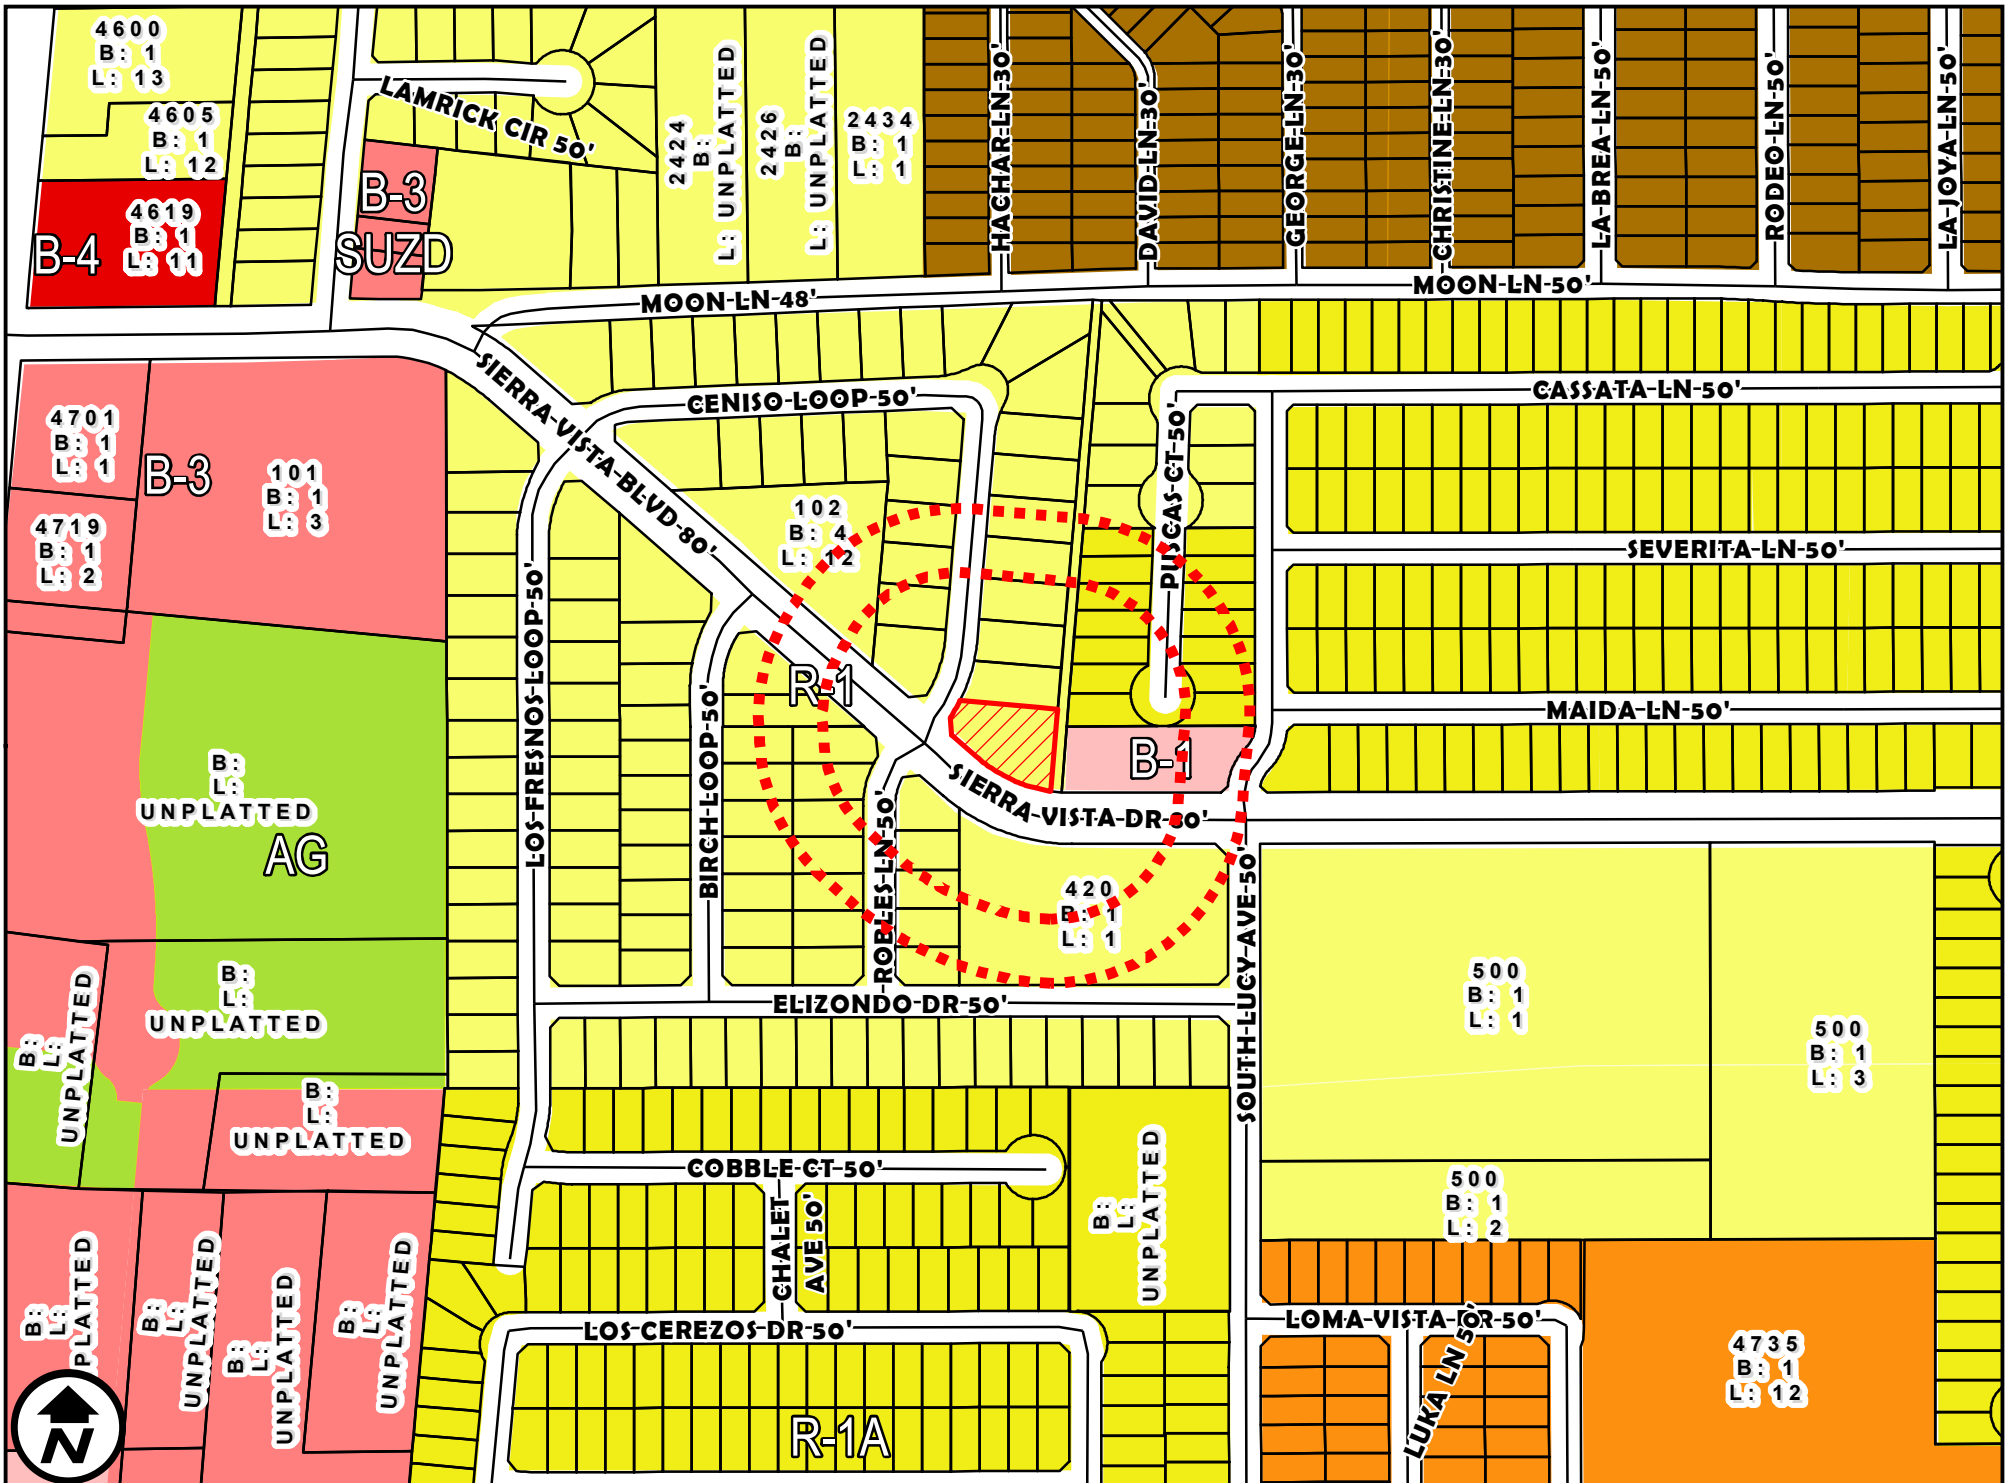 4600
B: 1
L: 13
4605
B: 1
L: 12
B-4
4619
B: 1
L: 11
LAMRICK CIR 50'
B-3
SUZD
2424
B:
L: UNPLATTED
2426
B:
L: UNPLATTED
2434
B: 1
L: 1
HACHAR-LN-30'
DAVID-LN-30'
GEORGE-LN-30'
CHRISTINE-LN-30'
LA-BREA-LN-50'
RODEO-LN-50'
LA-JOYA-LN-50'
MOON-LN-48'
MOON-LN-50'
SIERRA-VISTA-BLVD-80'
CENISO-LOOP-50'
PUSCAS-CT-50'
CASSATA-LN-50'
4701
B: 1
L: 1
B-3
101
B: 1
L: 3
4719
B: 1
L: 2
102
B: 4
L: 12
SEVERITA-LN-50'
LOS-FRESNOS-LOOP-50'
BIRCH-LOOP-50'
R-1
MAIDA-LN-50'
B-1
B:
L:
UNPLATTED
AG
SIERRA-VISTA-DR-80'
ROBLES-LN-50'
420
B: 1
L: 1
SOUTH-LUCY-AVE-50'
B:
L:
UNPLATTED
B:
L:
UNPLATTED
ELIZONDO-DR-50'
500
B: 1
L: 1
500
B: 1
L: 3
B:
L:
UNPLATTED
COBBLE-CT-50'
CHALET
AVE 50'
B:
L:
UNPLATTED
500
B: 1
L: 2
B:
L:
UNPLATTED
B:
L:
UNPLATTED
B:
L:
UNPLATTED
B:
L:
UNPLATTED
LOS-CEREZOS-DR-50'
LOMA-VISTA-DR-50'
LUKA LN 50'
4735
B: 1
L: 12
R-1A
N